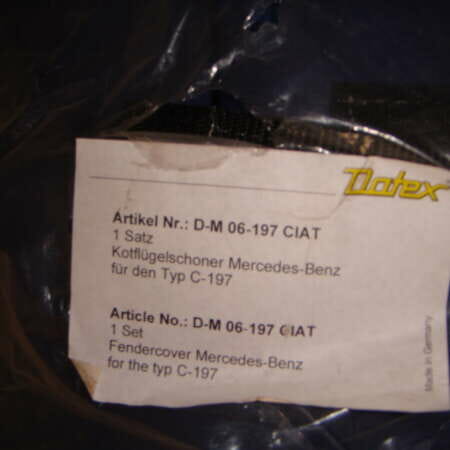 Datex
Artikel Nr.: D-M 06-197 CIAT
1 Satz
Kotflügelschoner Mercedes-Benz
für den Typ C-197
Article No.: D-M 06-197 CIAT
1 Set
Fendercover Mercedes-Benz
for the typ C-197
Made in Germany